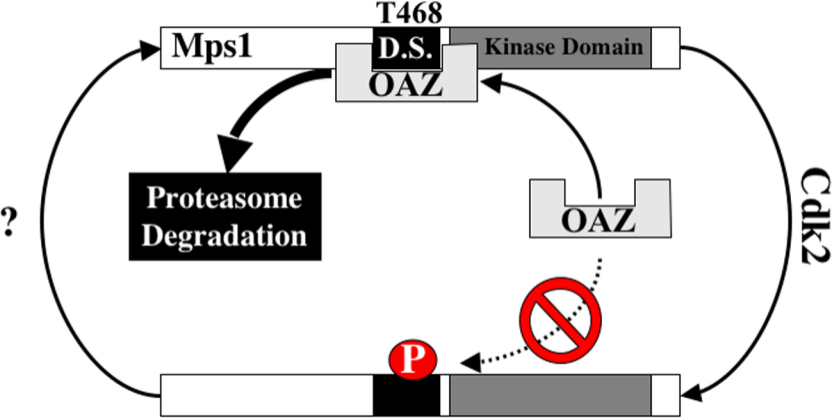 T468
Mps1
D.S.
Kinase Domain
OAZ
Proteasome
Degradation
OAZ
?
Cdk2
P